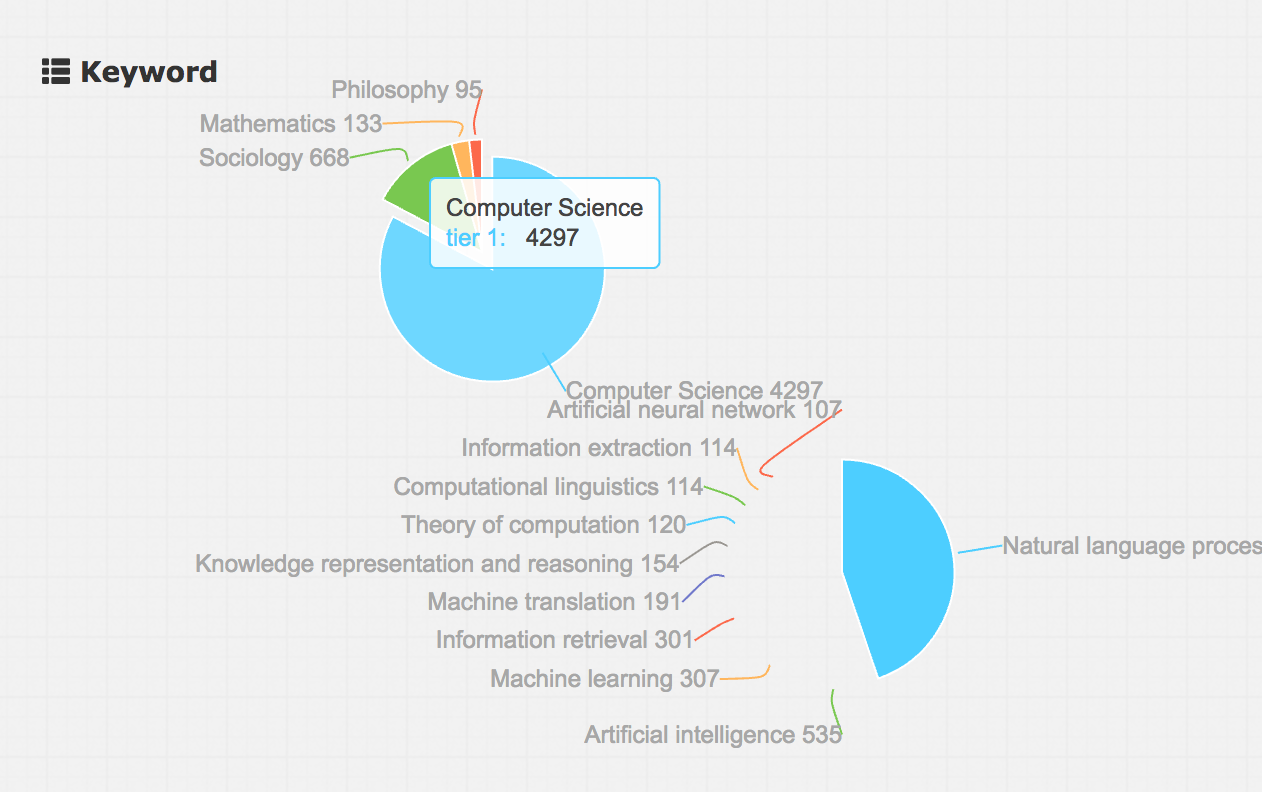 Keyword
Philosophy 95
Mathematics 133
Sociology 668
Computer Science
tier 1: 4297
Computer Science 4297
Artificial neural network 107
Information extraction 114
Computational linguistics 114
Theory of computation 120
Natural language proces
Knowledge representation and reasoning 154
Machine translation 191
Information retrieval 301
Machine learning 307
Artificial intelligence 535